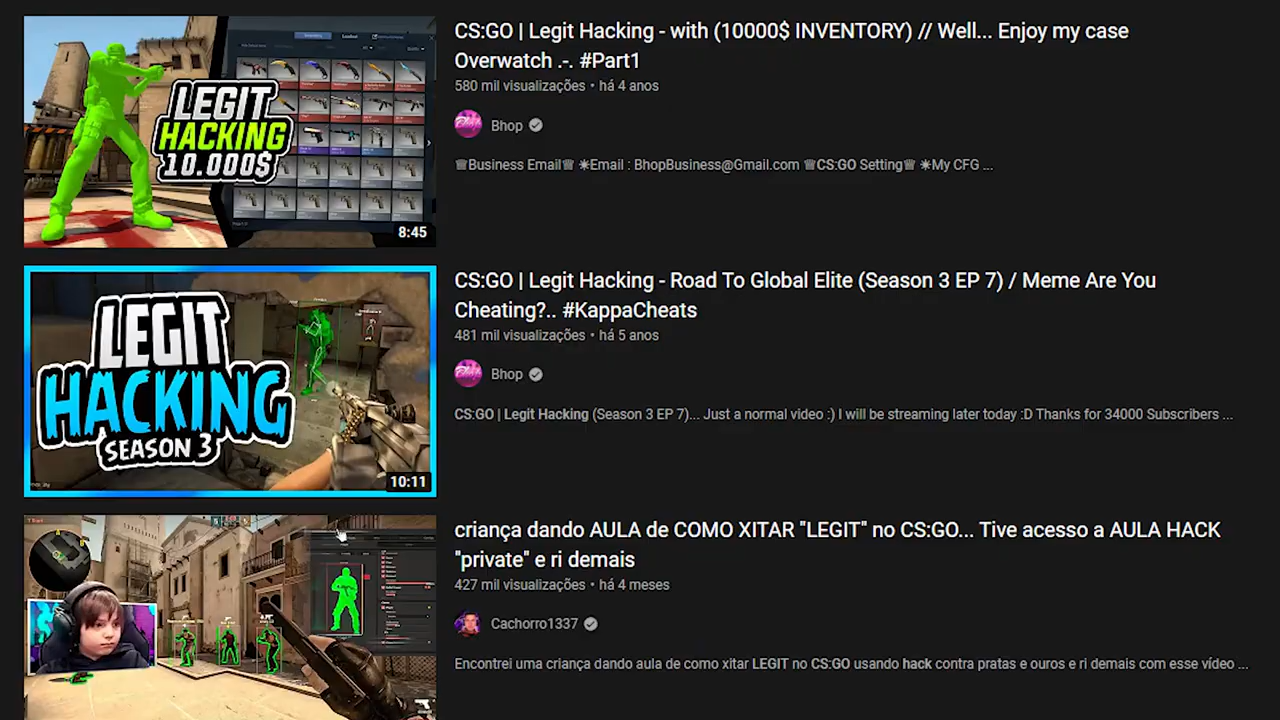 CS:GO | Legit Hacking - with (10000$ INVENTORY) // Well... Enjoy my case
Overwatch .-. #Part1
580 mil visualizações • há 4 anos
Bhop
♕Business Email♕ ✷Email : BhopBusiness@Gmail.com ♕CS:GO Setting♕ ✷My CFG ...
LEGIT
HACKING
10.000$
8:45
CS:GO | Legit Hacking - Road To Global Elite (Season 3 EP 7) / Meme Are You
Cheating?.. #KappaCheats
481 mil visualizações • há 5 anos
Bhop
CS:GO | Legit Hacking (Season 3 EP 7)... Just a normal video :) I will be streaming later today :D Thanks for 34000 Subscribers ...
LEGIT
HACKING
SEASON 3
10:11
criança dando AULA de COMO XITAR "LEGIT" no CS:GO... Tive acesso a AULA HACK
"private" e ri demais
427 mil visualizações • há 4 meses
Cachorro1337
Encontrei uma criança dando aula de como xitar LEGIT no CS:GO usando hack contra pratas e ouros e ri demais com esse vídeo ...